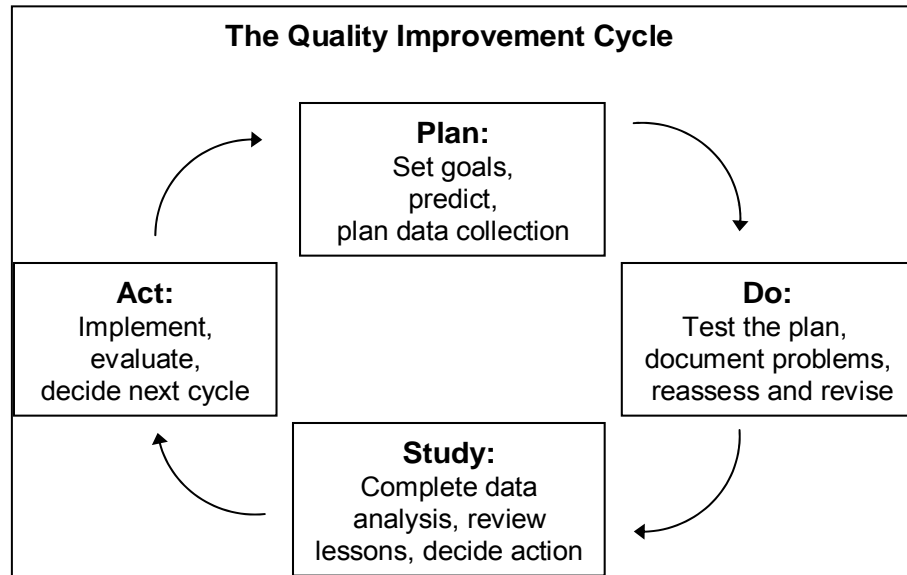 The Quality Improvement Cycle
Plan:
Set goals,
predict,
plan data collection
Do:
Test the plan,
document problems,
reassess and revise
Study:
Complete data
analysis, review
lessons, decide action
Act:
Implement,
evaluate,
decide next cycle